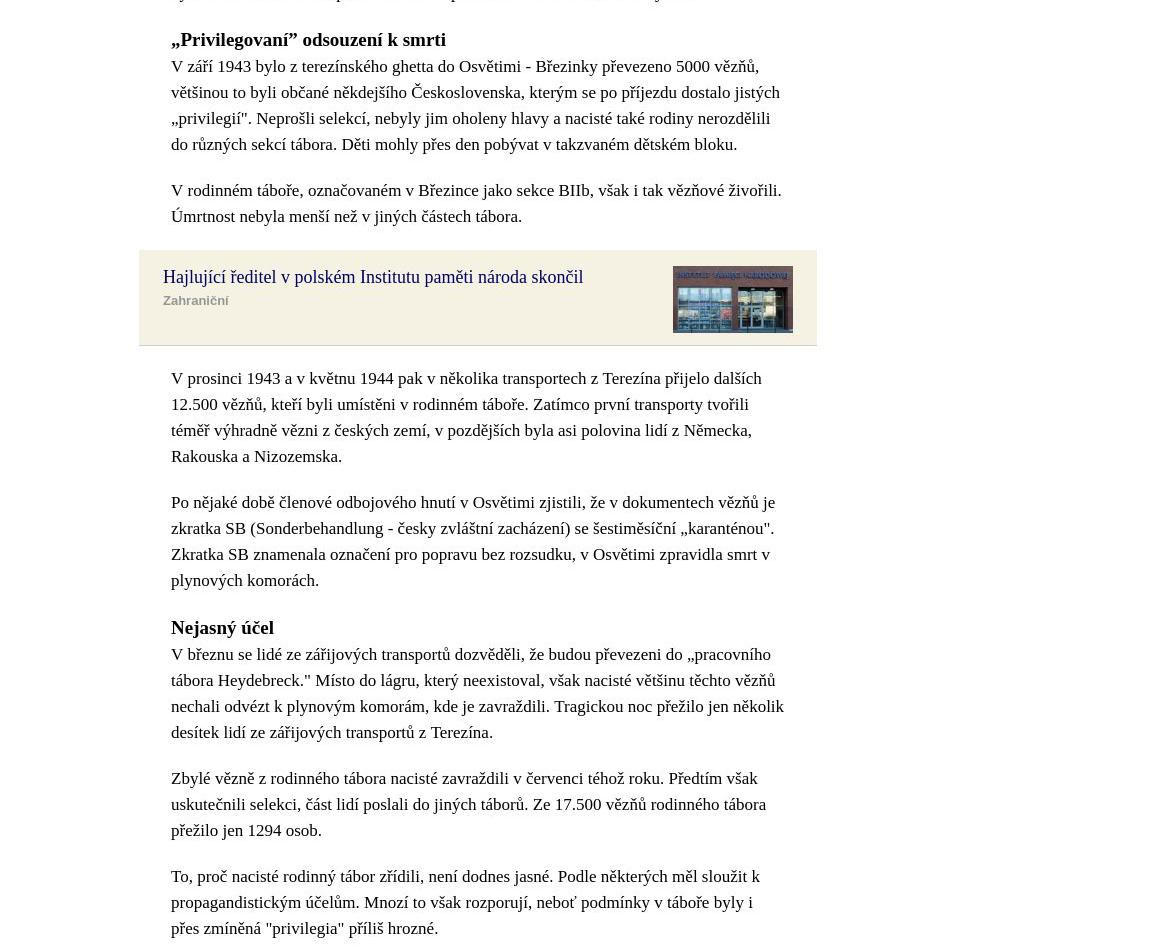 „Privilegovaní” odsouzení k smrti
V září 1943 bylo z terezínského ghetta do Osvětimi - Březinky převezeno 5000 vězňů,
většinou to byli občané někdejšího Československa, kterým se po příjezdu dostalo jistých
„privilegií". Neprošli selekcí, nebyly jim oholeny hlavy a nacisté také rodiny nerozdělili
do různých sekcí tábora. Děti mohly přes den pobývat v takzvaném dětském bloku.
V rodinném táboře, označovaném v Březince jako sekce BIIb, však i tak vězňové živořili.
Úmrtnost nebyla menší než v jiných částech tábora.
Hajlující ředitel v polském Institutu paměti národa skončil
Zahraniční
V prosinci 1943 a v květnu 1944 pak v několika transportech z Terezína přijelo dalších
12.500 vězňů, kteří byli umístěni v rodinném táboře. Zatímco první transporty tvořili
téměř výhradně vězni z českých zemí, v pozdějších byla asi polovina lidí z Německa,
Rakouska a Nizozemska.
Po nějaké době členové odbojového hnutí v Osvětimi zjistili, že v dokumentech vězňů je
zkratka SB (Sonderbehandlung - česky zvláštní zacházení) se šestiměsíční „karanténou".
Zkratka SB znamenala označení pro popravu bez rozsudku, v Osvětimi zpravidla smrt v
plynových komorách.
Nejasný účel
V březnu se lidé ze zářijových transportů dozvěděli, že budou převezeni do „pracovního
tábora Heydebreck." Místo do lágru, který neexistoval, však nacisté většinu těchto vězňů
nechali odvézt k plynovým komorám, kde je zavraždili. Tragickou noc přežilo jen několik
desítek lidí ze zářijových transportů z Terezína.
Zbylé vězně z rodinného tábora nacisté zavraždili v červenci téhož roku. Předtím však
uskutečnili selekci, část lidí poslali do jiných táborů. Ze 17.500 vězňů rodinného tábora
přežilo jen 1294 osob.
To, proč nacisté rodinný tábor zřídili, není dodnes jasné. Podle některých měl sloužit k
propagandistickým účelům. Mnozí to však rozporují, neboť podmínky v táboře byly i
přes zmíněná "privilegia" příliš hrozné.